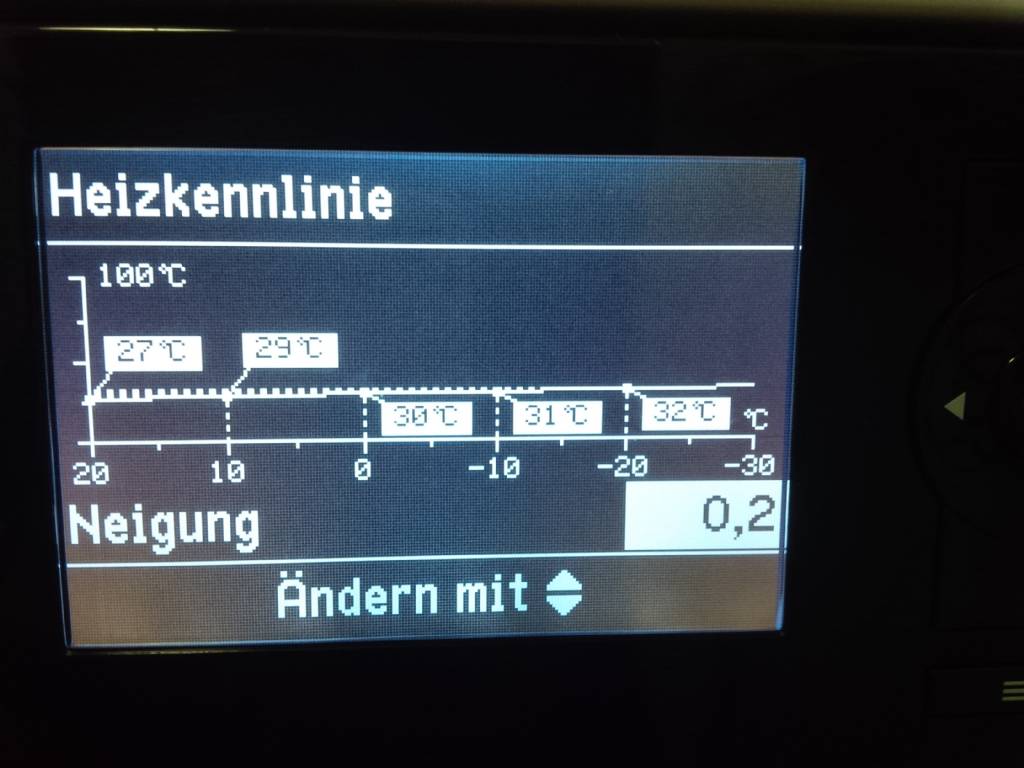 Heizkennlinie
100°C
27°C 29°C
30°C 31°C 32°C °C
20 10 0 -10 -20 -30
Neigung 0,2
Ändern mit